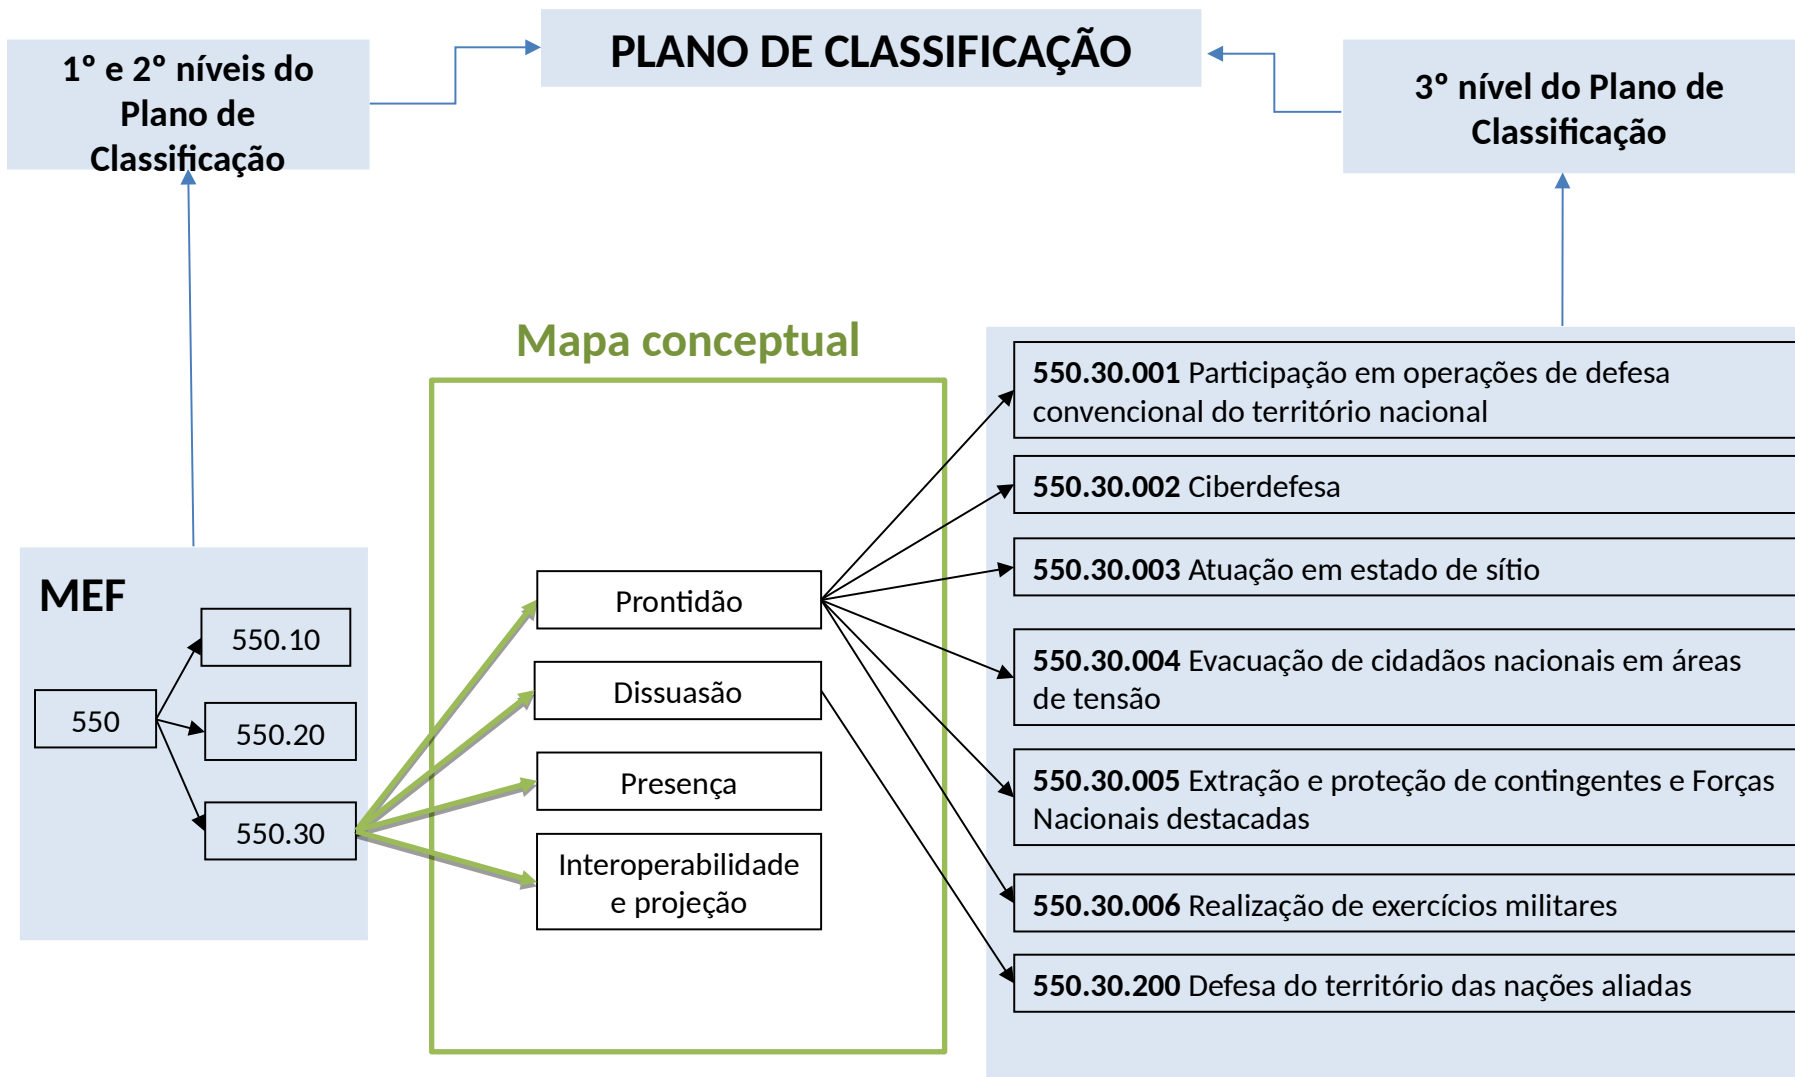 PLANO DE CLASSIFICAÇÃO
1º e 2º níveis do
Plano de
Classificação
3º nível do Plano de
Classificação
Mapa conceptual
MEF
550
550.10
550.20
550.30
Prontidão
Dissuasão
Presença
Interoperabilidade
e projeção
550.30.001 Participação em operações de defesa
convencional do território nacional
550.30.002 Ciberdefesa
550.30.003 Atuação em estado de sítio
550.30.004 Evacuação de cidadãos nacionais em áreas
de tensão
550.30.005 Extração e proteção de contingentes e Forças
Nacionais destacadas
550.30.006 Realização de exercícios militares
550.30.200 Defesa do território das nações aliadas